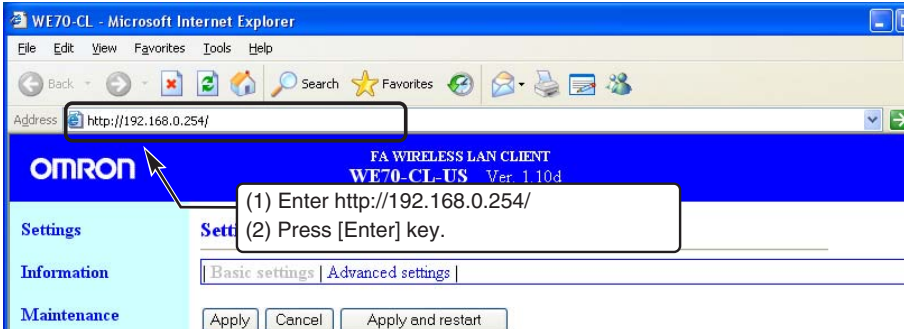 WE70-CL - Microsoft Internet Explorer
File Edit View Favorites Tools Help
Back Search Favorites
Address http://192.168.0.254/
OMRON
FA WIRELESS LAN CLIENT
WE70-CL-US Ver. 1.10d
(1) Enter http://192.168.0.254/
(2) Press [Enter] key.
Settings
Information
Maintenance
Basic settings | Advanced settings |
Apply Cancel Apply and restart